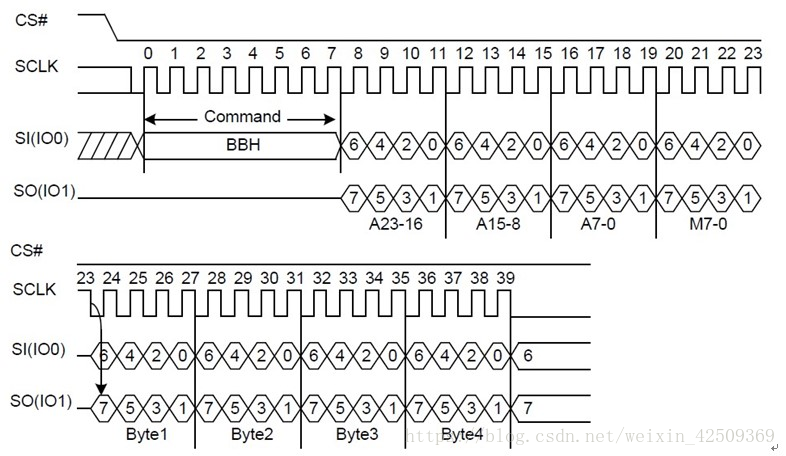 CS#
0 1 2 3 4 5 6 7 8 9 10 11 12 13 14 15 16 17 18 19 20 21 22 23
SCLK
Command
SI(IO0) BBH 6 4 2 0 6 4 2 0 6 4 2 0 6 4 2 0
SO(IO1) 7 5 3 1 7 5 3 1 7 5 3 1 7 5 3 1
A23-16 A15-8 A7-0 M7-0
CS#
23 24 25 26 27 28 29 30 31 32 33 34 35 36 37 38 39
SCLK
SI(IO0) 6 4 2 0 6 4 2 0 6 4 2 0 6 4 2 0 6
SO(IO1) 7 5 3 1 7 5 3 1 7 5 3 1 7 5 3 1 7
Byte1 Byte2 Byte3 Byte4
https://blog.csdn.net/weixin_42509369